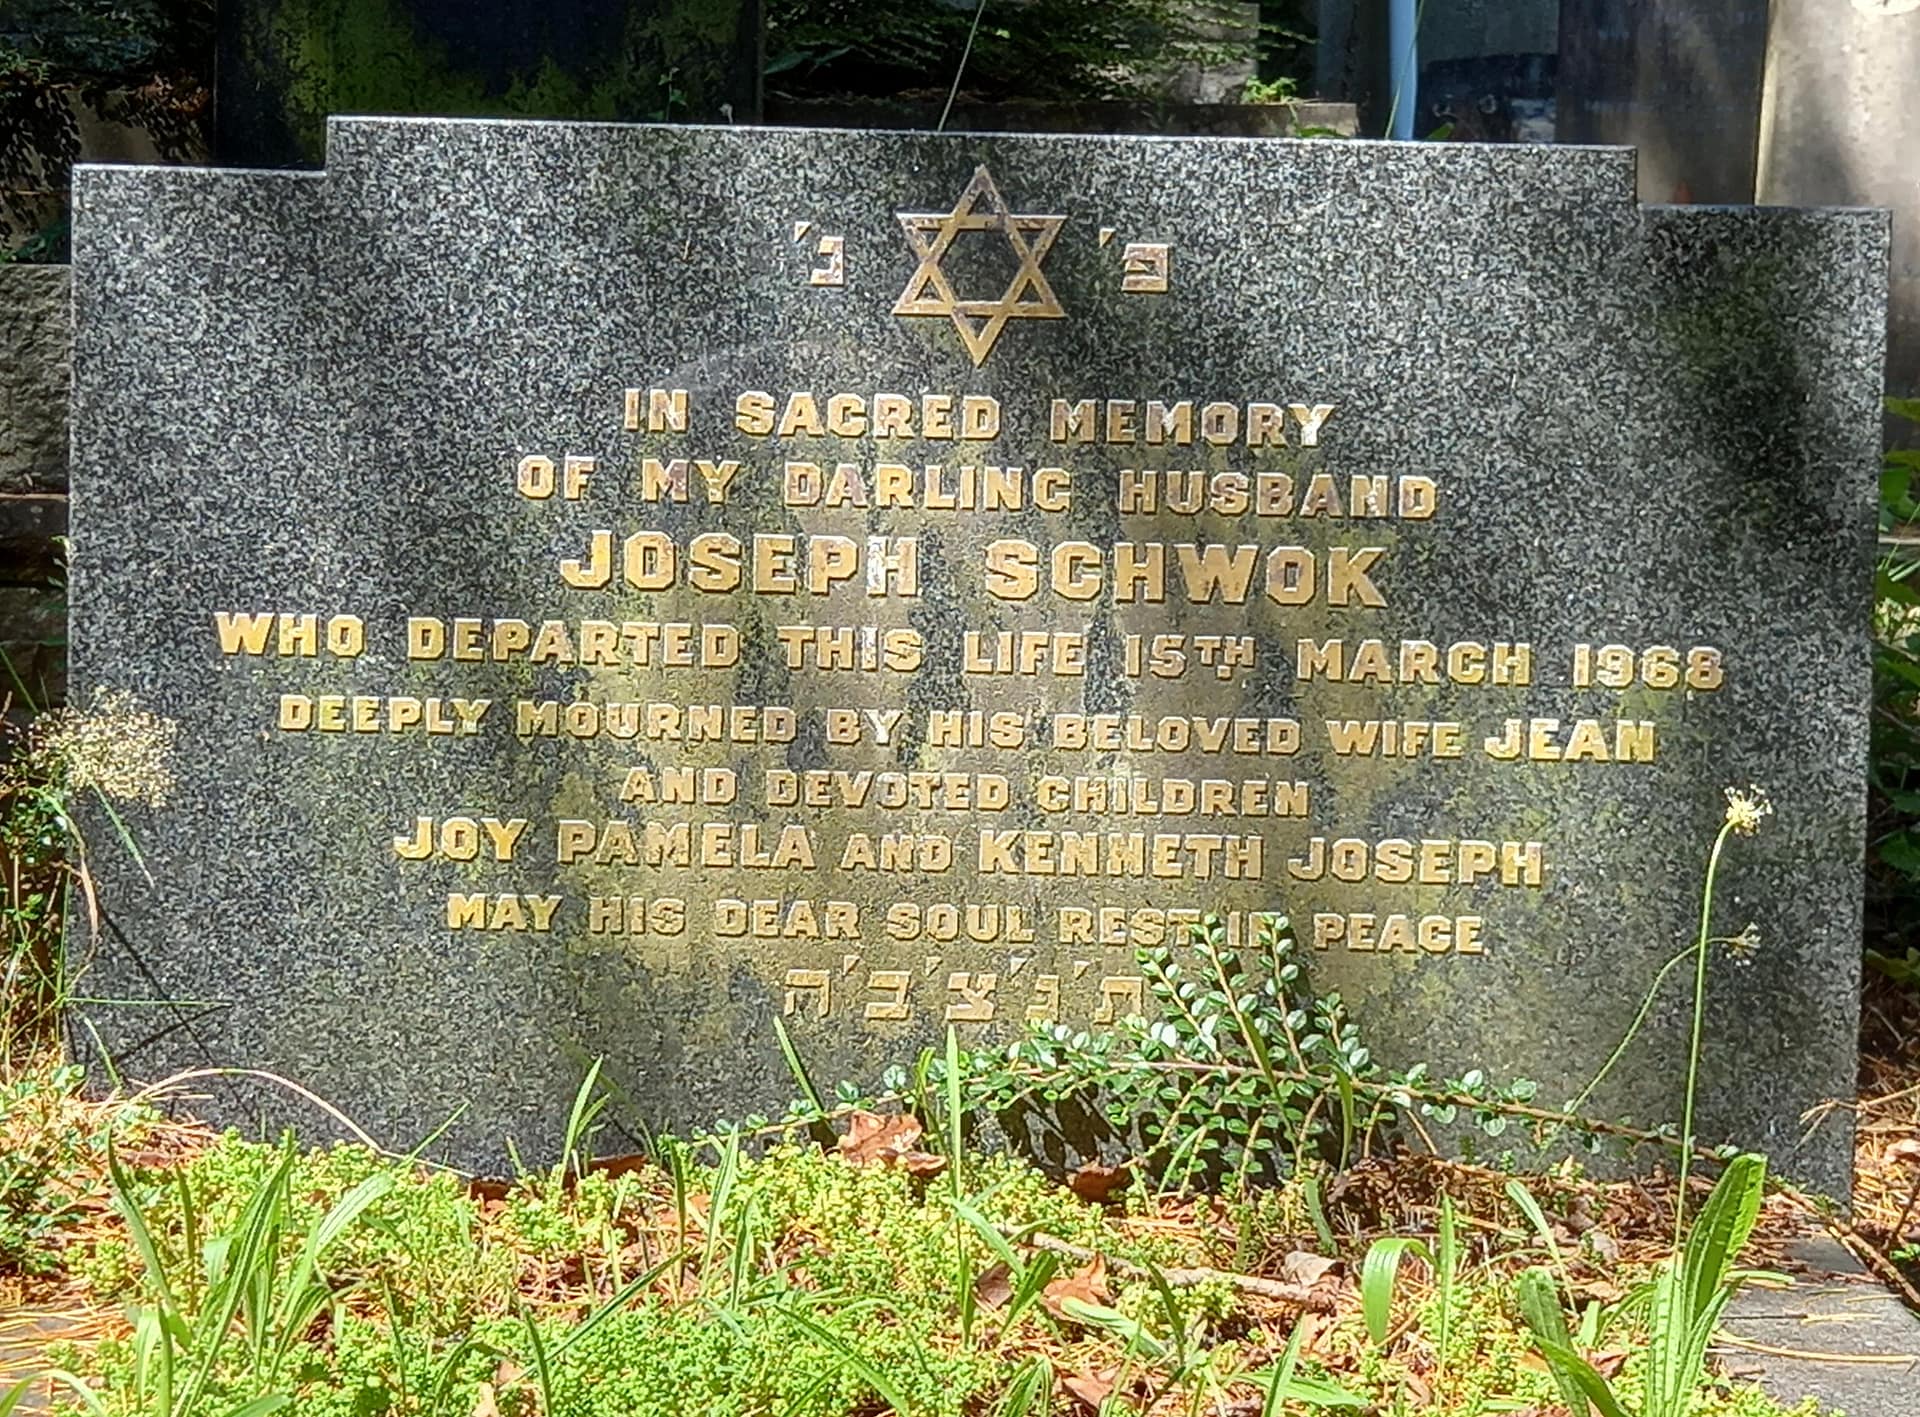 פ' נ'
IN SACRED MEMORY
OF MY DARLING HUSBAND
JOSEPH SCHWOK
WHO DEPARTED THIS LIFE 15TH MARCH 1968
DEEPLY MOURNED BY HIS BELOVED WIFE JEAN
AND DEVOTED CHILDREN
JOY PAMELA AND KENNETH JOSEPH
MAY HIS DEAR SOUL REST IN PEACE
ת'נ'צ'ב'ה